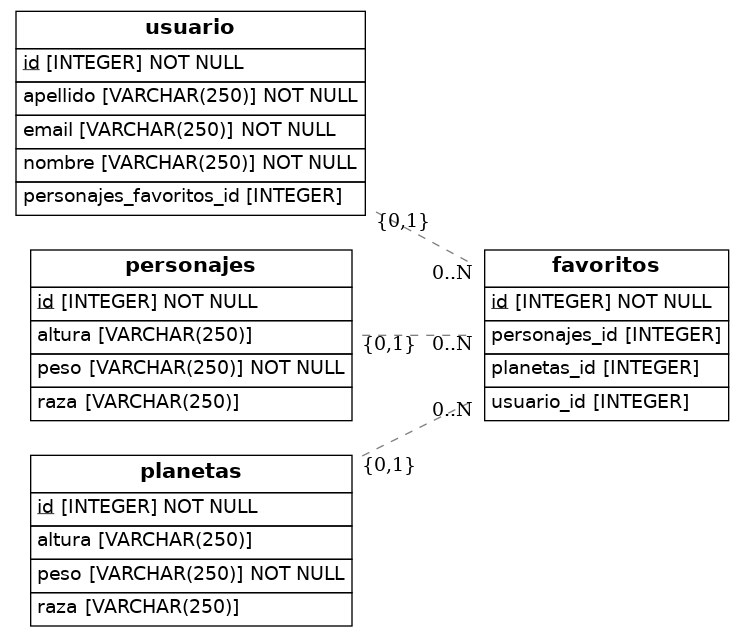 usuario
id [INTEGER] NOT NULL
apellido [VARCHAR(250)] NOT NULL
email [VARCHAR(250)] NOT NULL
nombre [VARCHAR(250)] NOT NULL
personajes_favoritos_id [INTEGER]
{0,1}
0..N
personajes
id [INTEGER] NOT NULL
altura [VARCHAR(250)]
peso [VARCHAR(250)] NOT NULL
raza [VARCHAR(250)]
{0,1}
0..N
favoritos
id [INTEGER] NOT NULL
personajes_id [INTEGER]
planetas_id [INTEGER]
usuario_id [INTEGER]
0..N
{0,1}
planetas
id [INTEGER] NOT NULL
altura [VARCHAR(250)]
peso [VARCHAR(250)] NOT NULL
raza [VARCHAR(250)]